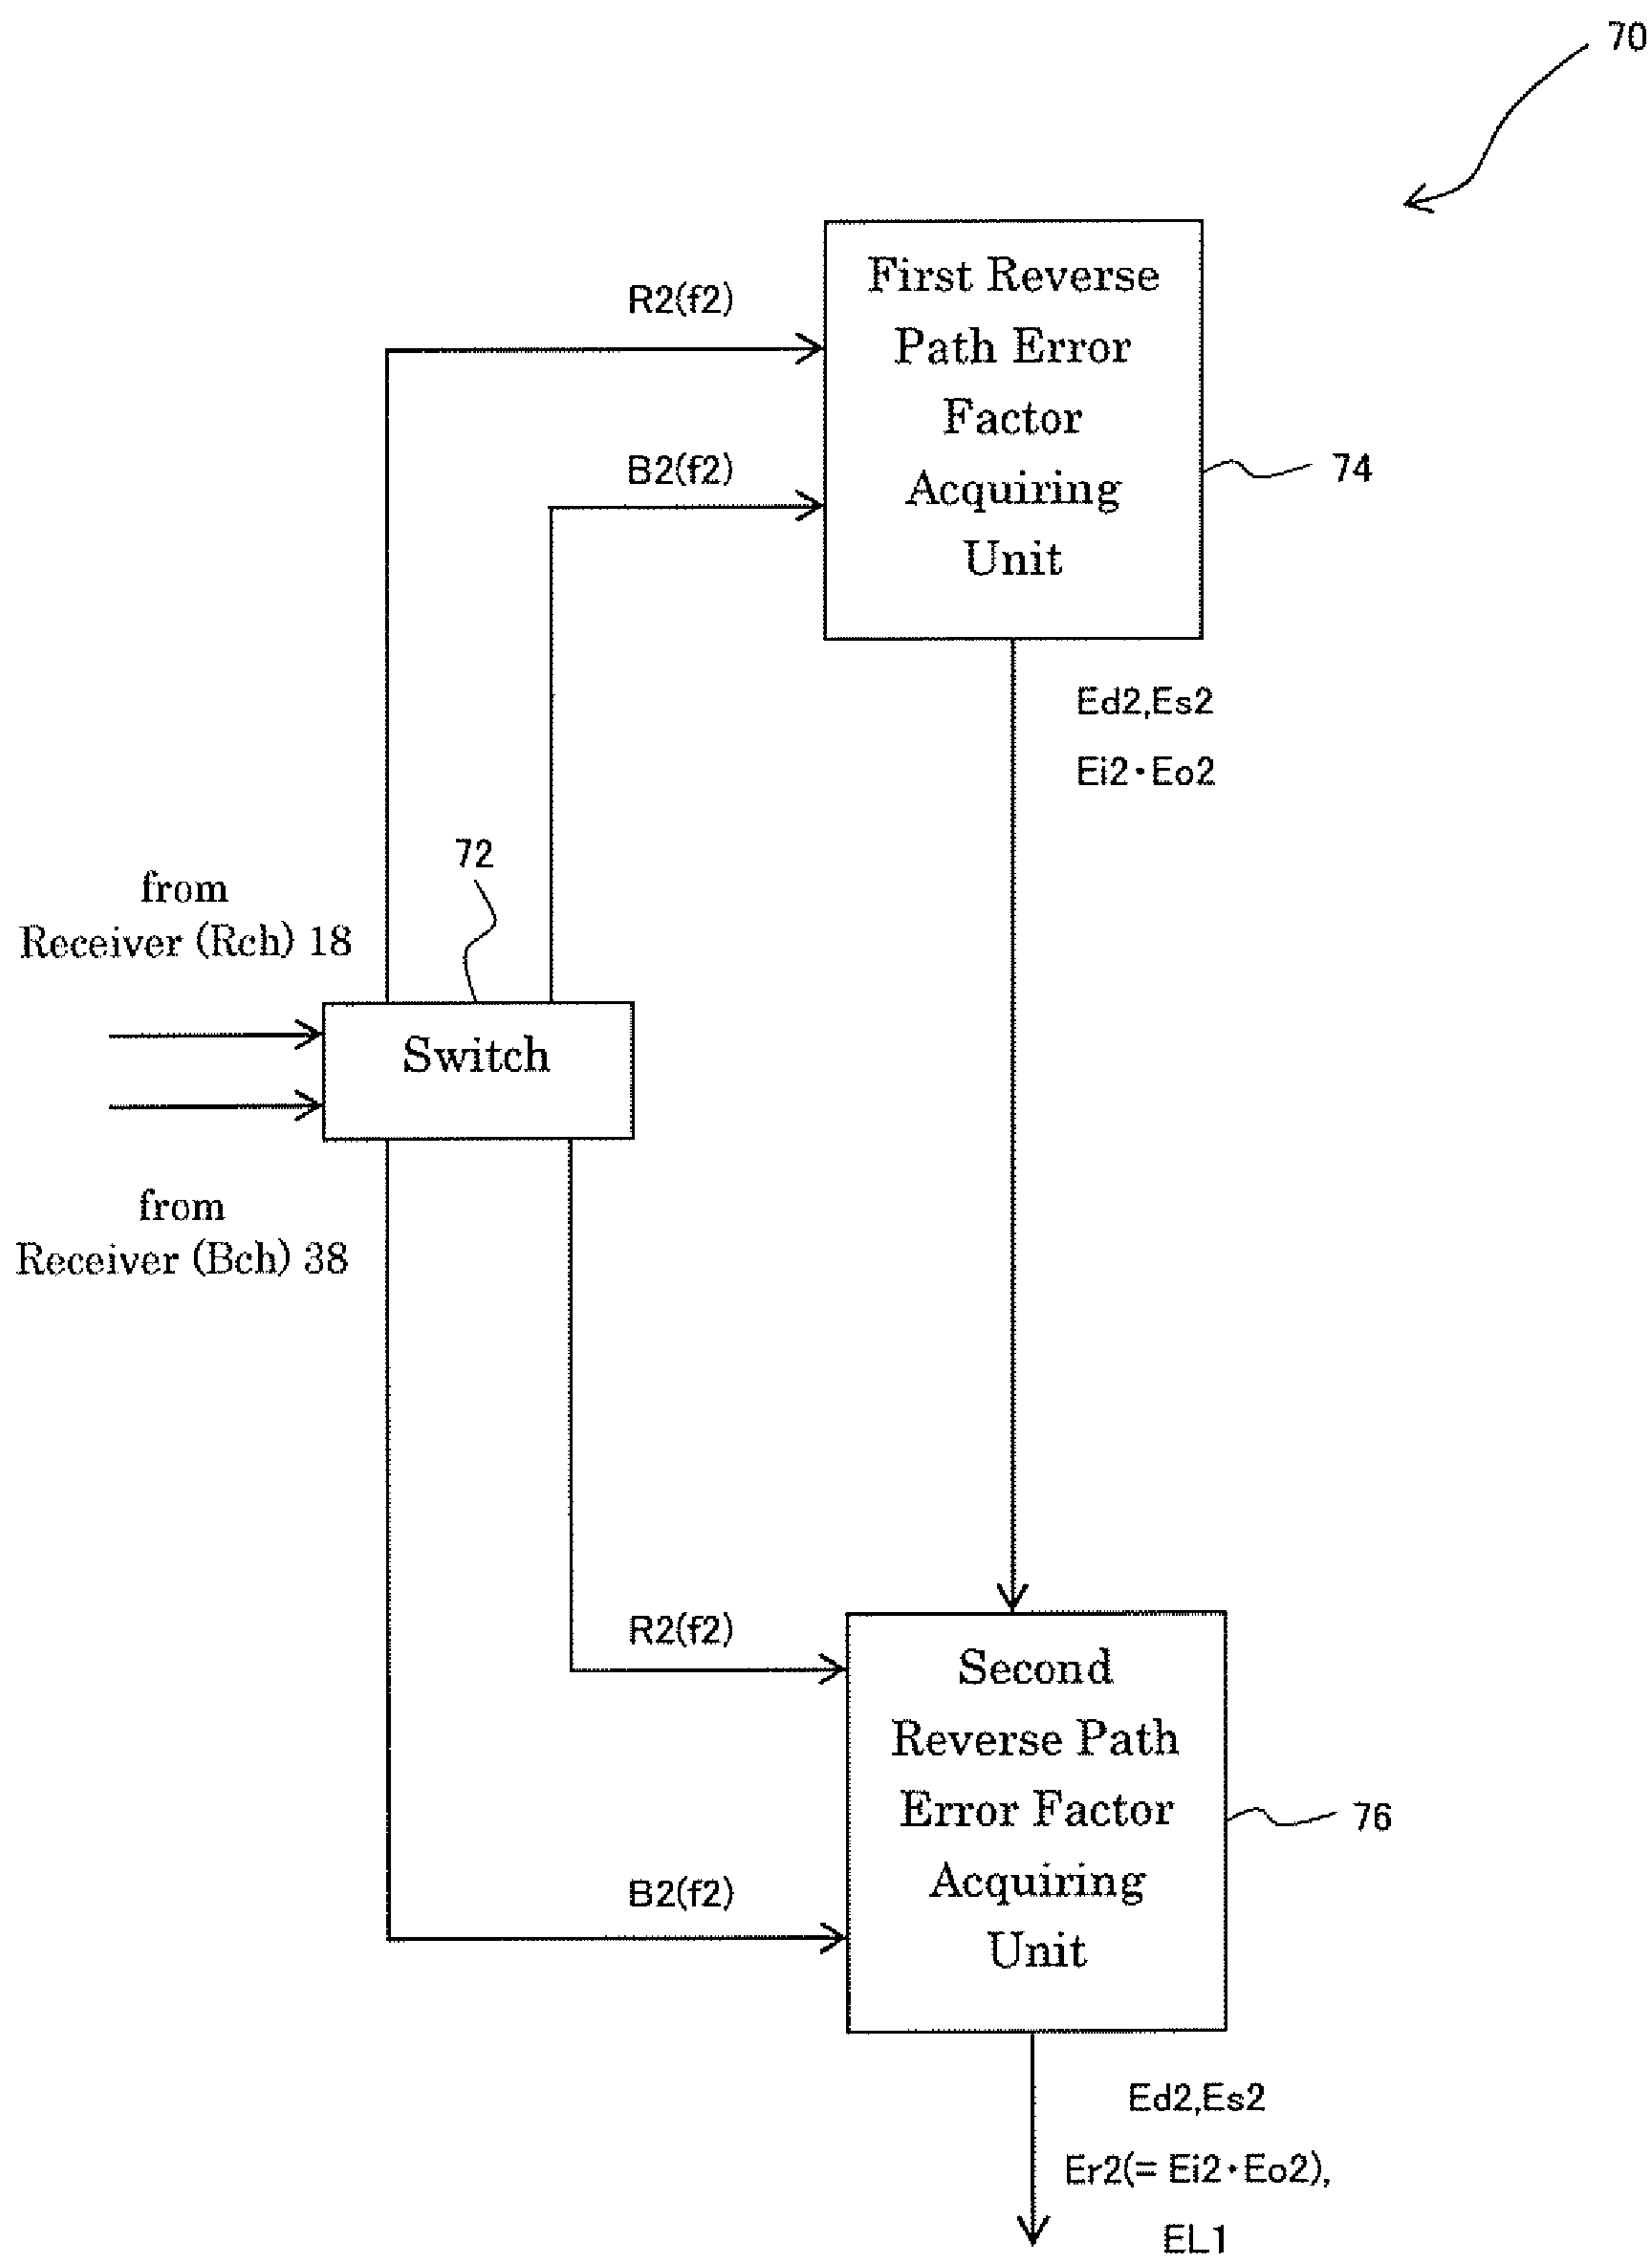 70
First Reverse
Path Error
Factor
Acquiring
Unit
R2(f2)
B2(f2)
74
Ed2,Es2
Ei2・Eo2
72
from
Receiver (Rch) 18
Switch
from
Receiver (Bch) 38
R2(f2)
Second
Reverse Path
Error Factor
Acquiring
Unit
76
B2(f2)
Ed2,Es2
Er2(= Ei2・Eo2),
EL1